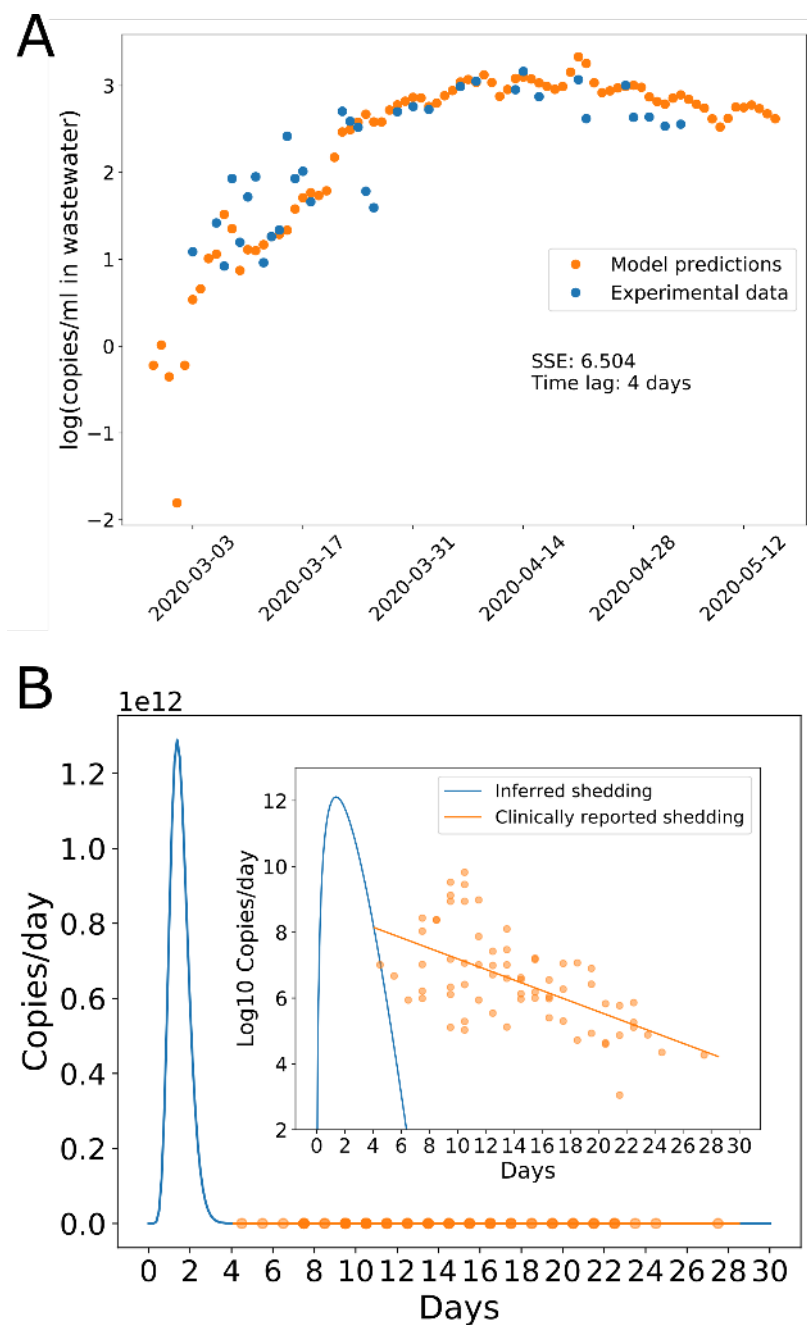 A
log(copies/ml in wastewater)
3
2
1
0
−1
−2
Model predictions
Experimental data
SSE: 6.504
Time lag: 4 days
2020-03-03
2020-03-17
2020-03-31
2020-04-14
2020-04-28
2020-05-12
B
1e12
Copies/day
1.2
1.0
0.8
0.6
0.4
0.2
0.0
Log10 Copies/day
12
10
8
6
4
2
Inferred shedding
Clinically reported shedding
0 2 4 6 8 10 12 14 16 18 20 22 24 26 28 30
Days
0 2 4 6 8 10 12 14 16 18 20 22 24 26 28 30
Days